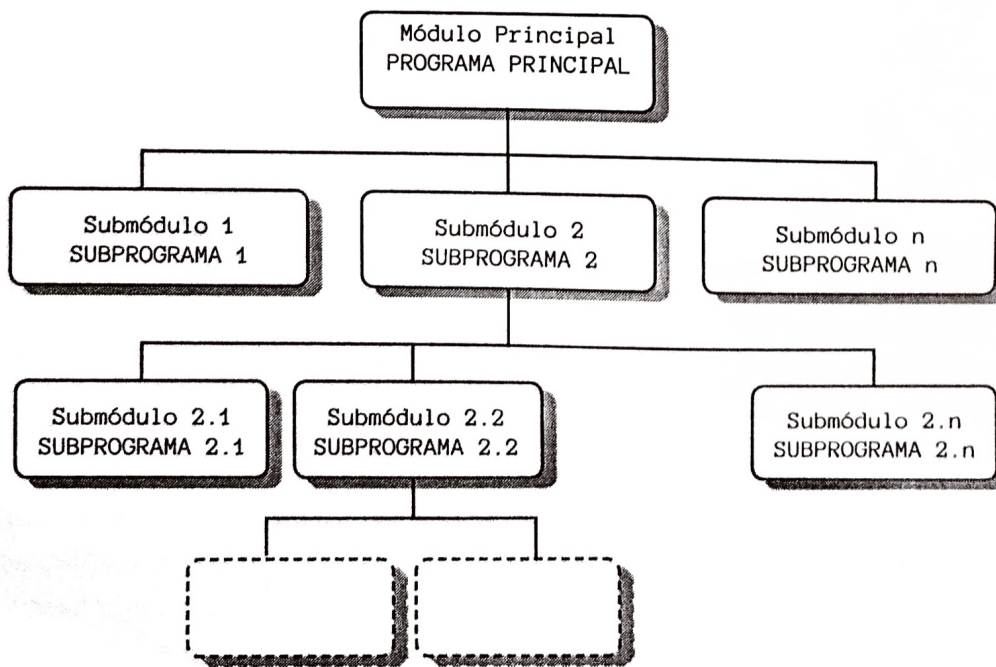 Módulo Principal
PROGRAMA PRINCIPAL
Submódulo 1
SUBPROGRAMA 1
Submódulo 2
SUBPROGRAMA 2
Submódulo n
SUBPROGRAMA n
Submódulo 2.1
SUBPROGRAMA 2.1
Submódulo 2.2
SUBPROGRAMA 2.2
Submódulo 2.n
SUBPROGRAMA 2.n